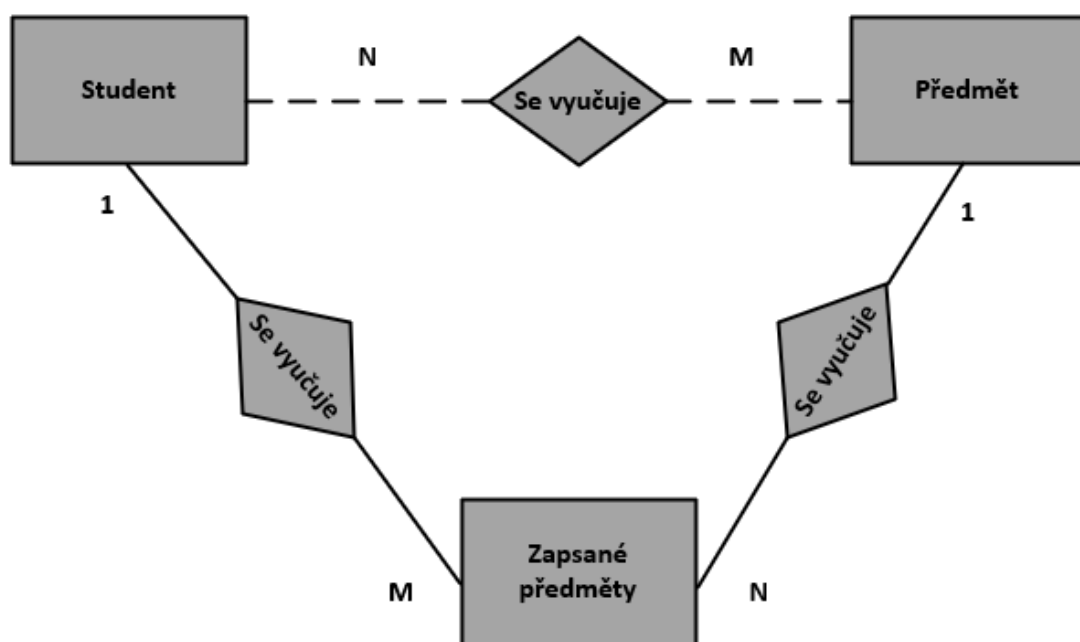 N
M
Student
Se vyučuje
Předmět
1
1
Se vyučuje
Se vyučuje
Zapsané
předměty
M
N